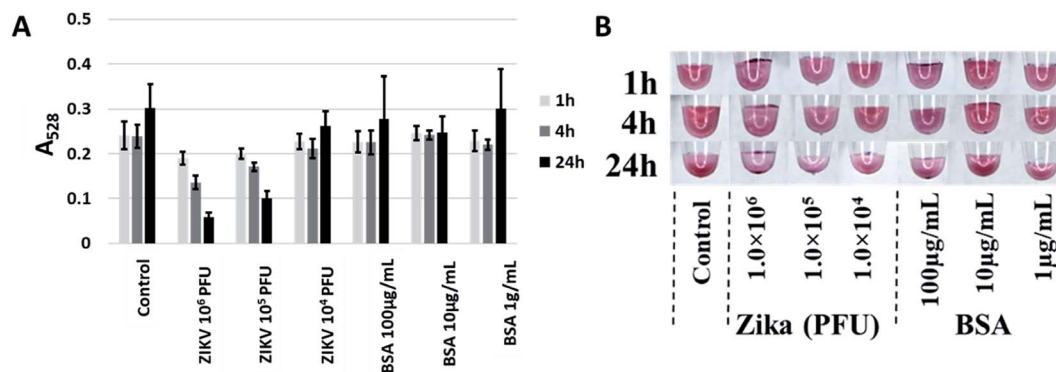 A
0.5
0.4
0.3
0.2
0.1
0
A528
Control
ZIKV 10⁶ PFU
ZIKV 10⁵ PFU
ZIKV 10⁴ PFU
BSA 100µg/mL
BSA 10µg/mL
BSA 1g/mL
1h
4h
24h
B
1h
4h
24h
Control
1.0×10⁶
1.0×10⁵
1.0×10⁴
100µg/mL
10µg/mL
1µg/mL
Zika (PFU)
BSA